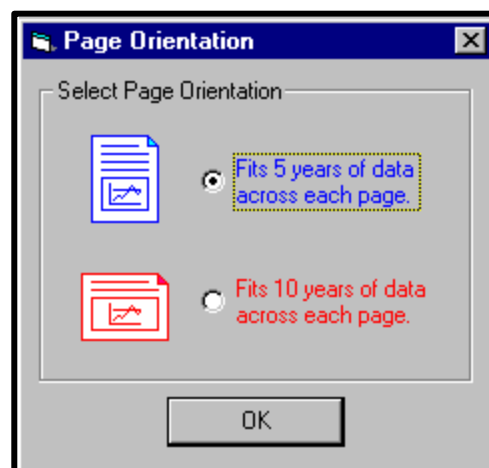 Page Orientation
Select Page Orientation
Fits 5 years of data
across each page.
Fits 10 years of data
across each page.
OK